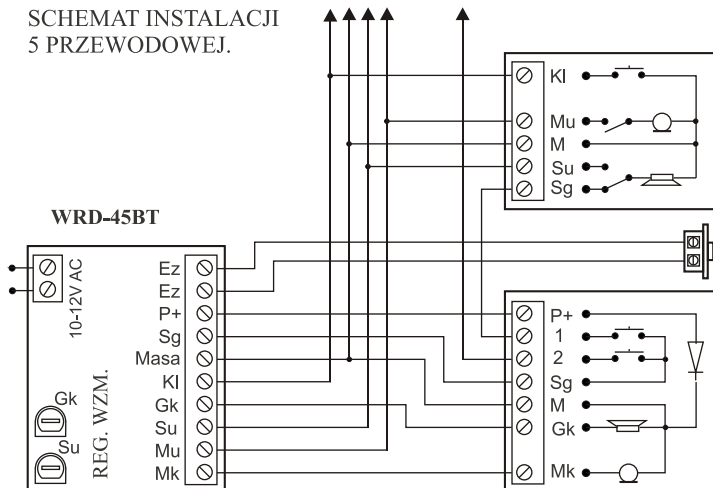 SCHEMAT INSTALACJI
5 PRZEWODOWEJ.
Kl
Mu
M
Su
Sg
WRD-45BT
10-12V AC
REG. WZM.
Gk
Su
Ez
Ez
P+
Sg
Masa
Kl
Gk
Su
Mu
Mk
P+
1
2
Sg
M
Gk
Mk